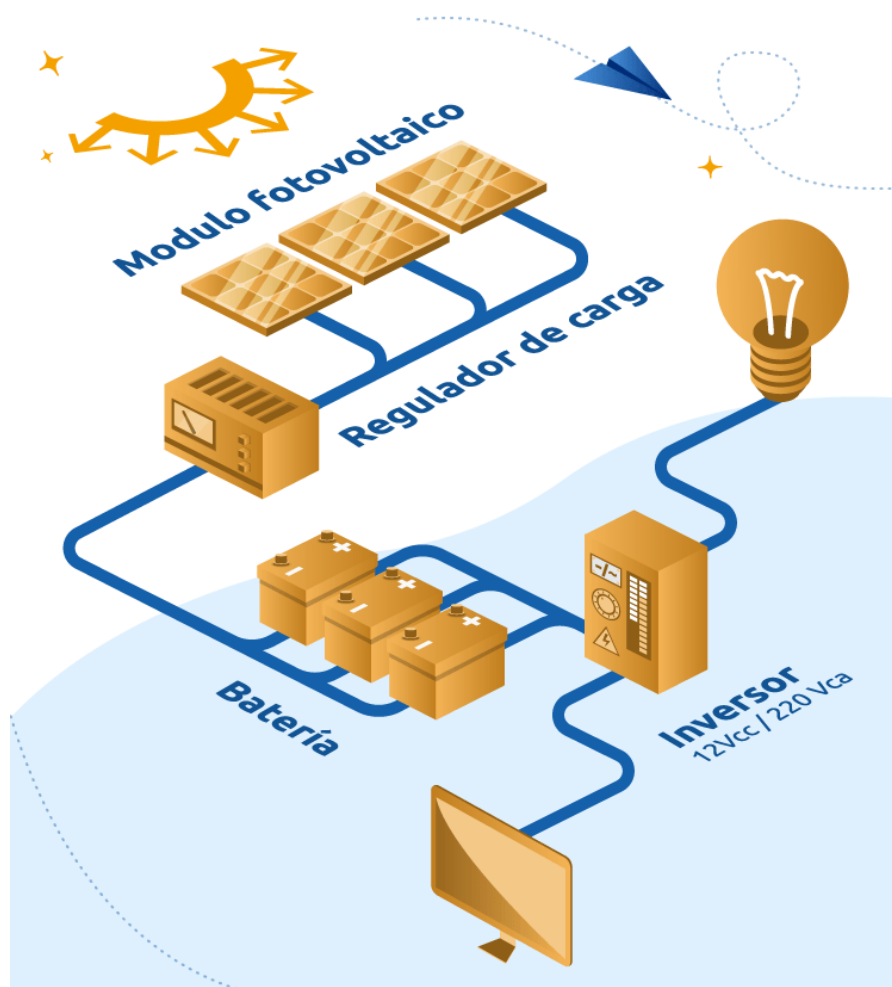 Modulo fotovoltaico
Regulador de carga
Batería
Inversor
12Vcc / 220 Vca